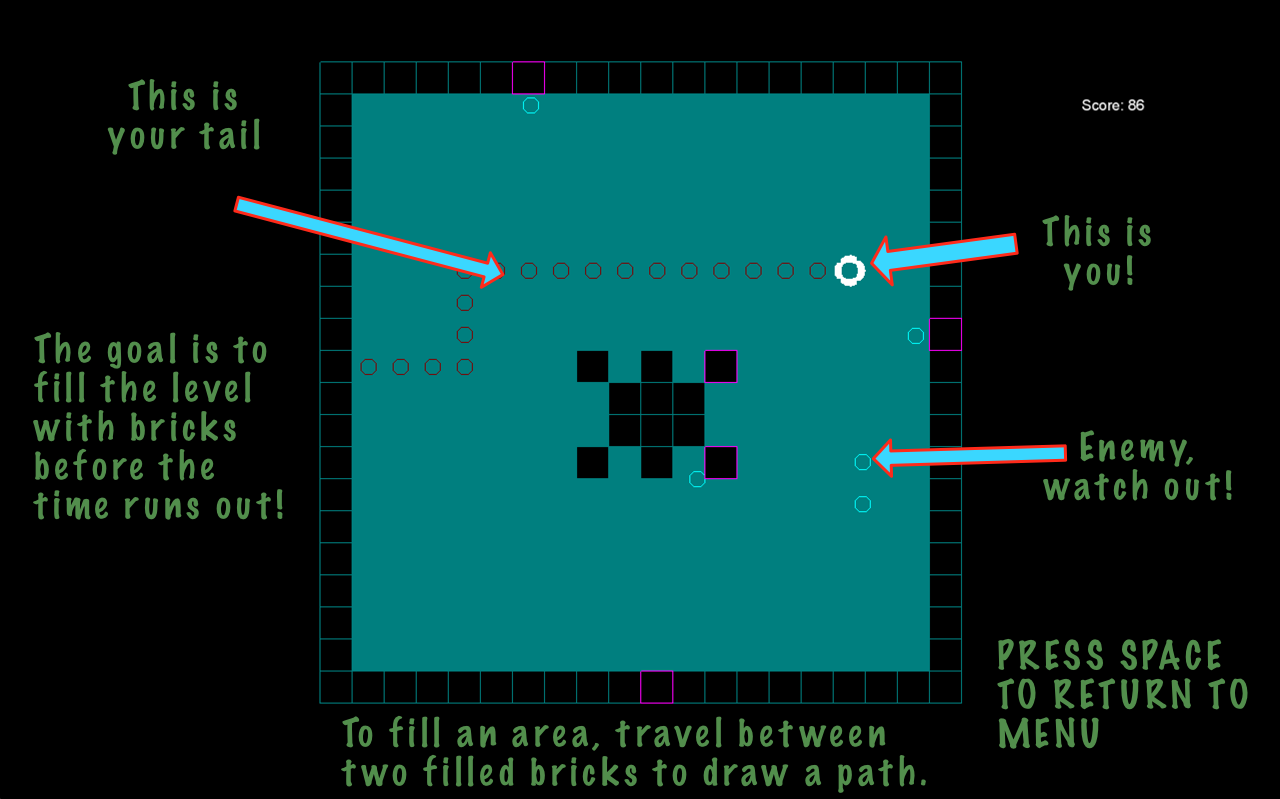 This is
your tail
Score: 86
This is
you!
The goal is to
fill the level
with bricks
before the
time runs out!
Enemy,
watch out!
PRESS SPACE
TO RETURN TO
MENU
To fill an area, travel between
two filled bricks to draw a path.